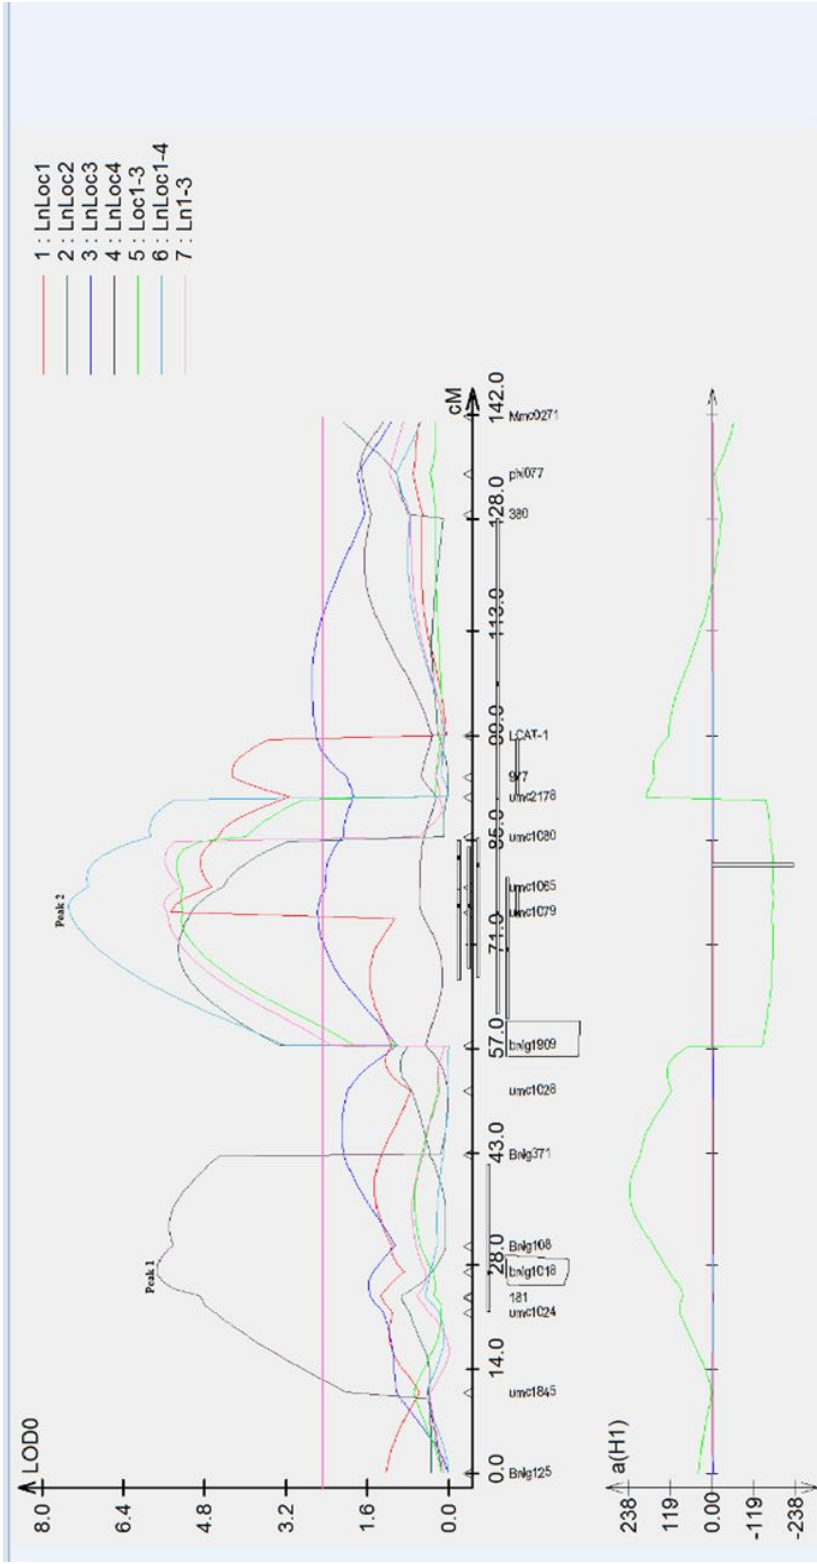 1 : LnLoc1
2 : LnLoc2
3 : LnLoc3
4 : LnLoc4
5 : Loc1-3
6 : LnLoc1-4
7 : Ln1-3
LOD0
8.0
6.4
4.8
3.2
1.6
0.0
Peak 1
Peak 2
cM
0.0
14.0
28.0
43.0
57.0
71.0
85.0
99.0
113.0
128.0
142.0
Bnlg125
umc1845
umc1024
181
bnlg1018
Bnlg108
Bnlg371
umc1028
bnlg1909
umc1079
umc1065
umc1080
umc2178
977
LCAT-1
380
phi077
Mmc0271
a(H1)
238
119
0.00
-119
-238